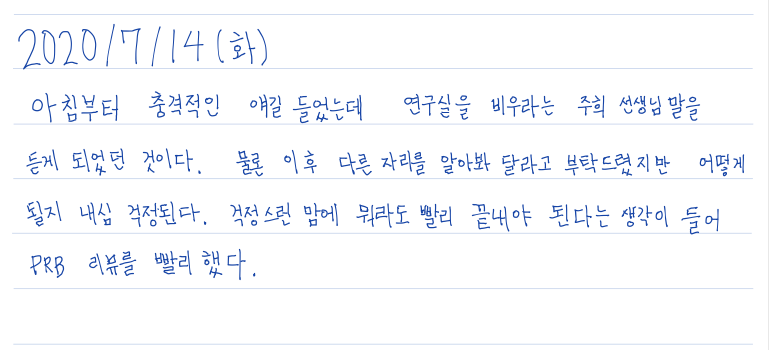 2020/7/14 (화)
아침부터 충격적인 얘길 들었는데 연구실을 비우라는 주희 선생님 말을
듣게 되었던 것이다. 물론 이후 다른 자리를 알아봐 달라고 부탁드렸지만 어떻게
될지 내심 걱정된다. 걱정스런 맘에 뭐라도 빨리 끝내야 된다는 생각이 들어
PRB 리뷰를 빨리 했다.